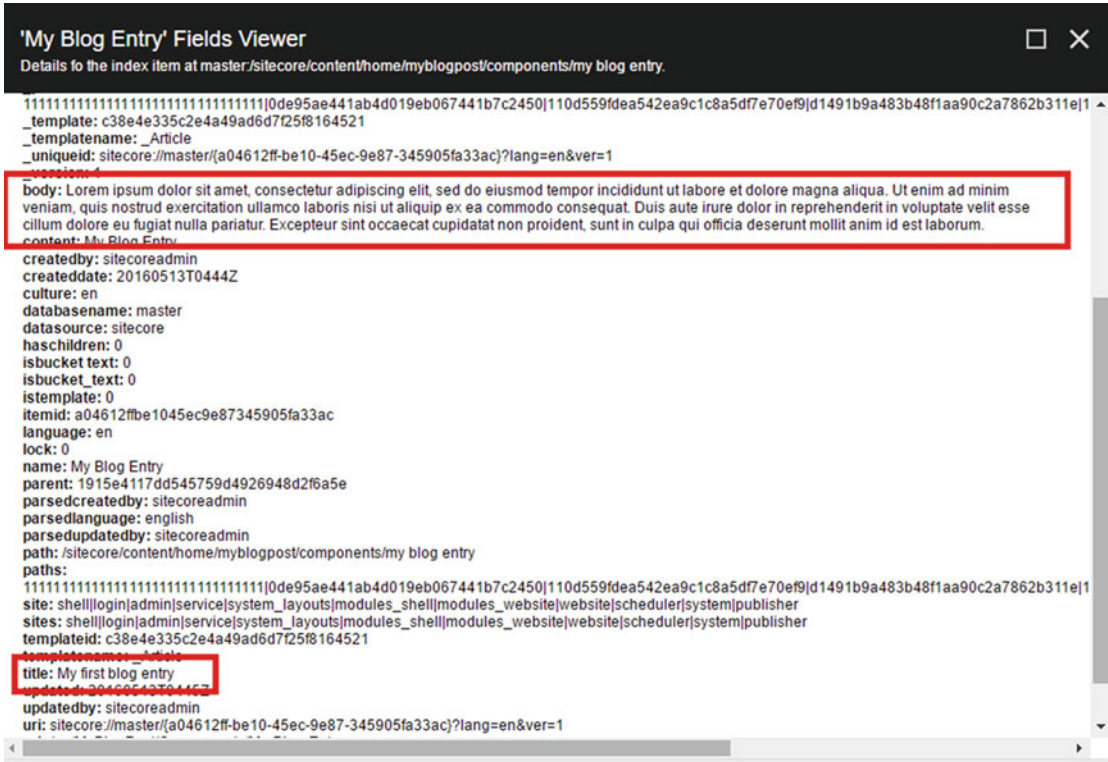 'My Blog Entry' Fields Viewer
Details fo the index item at master:/sitecore/content/home/myblogpost/components/my blog entry.
11111111111111111111111111111111|0de95ae441ab4d019eb067441b7c2450|110d559fdea542ea9c1c8a5df7e70ef9|d1491b9a483b48f1aa90c2a7862b311e|1
_template: c38e4e335c2e4a49ad6d7f25f8164521
_templatename: _Article
_uniqueid: sitecore://master/{a04612ff-be10-45ec-9e87-345905fa33ac}?lang=en&ver=1
_version: 1
body: Lorem ipsum dolor sit amet, consectetur adipiscing elit, sed do eiusmod tempor incididunt ut labore et dolore magna aliqua. Ut enim ad minim
veniam, quis nostrud exercitation ullamco laboris nisi ut aliquip ex ea commodo consequat. Duis aute irure dolor in reprehenderit in voluptate velit esse
cillum dolore eu fugiat nulla pariatur. Excepteur sint occaecat cupidatat non proident, sunt in culpa qui officia deserunt mollit anim id est laborum.
content: My Blog Entry
createdby: sitecoreadmin
createddate: 20160513T0444Z
culture: en
databasename: master
datasource: sitecore
haschildren: 0
isbucket text: 0
isbucket_text: 0
istemplate: 0
itemid: a04612ffbe1045ec9e87345905fa33ac
language: en
lock: 0
name: My Blog Entry
parent: 1915e4117dd545759d4926948d2f6a5e
parsedcreatedby: sitecoreadmin
parsedlanguage: english
parsedupdatedby: sitecoreadmin
path: /sitecore/content/home/myblogpost/components/my blog entry
paths:
11111111111111111111111111111111|0de95ae441ab4d019eb067441b7c2450|110d559fdea542ea9c1c8a5df7e70ef9|d1491b9a483b48f1aa90c2a7862b311e|1
site: shell|login|admin|service|system_layouts|modules_shell|modules_website|website|scheduler|system|publisher
sites: shell|login|admin|service|system_layouts|modules_shell|modules_website|website|scheduler|system|publisher
templateid: c38e4e335c2e4a49ad6d7f25f8164521
templatename: _Article
title: My first blog entry
updated: 20160513T0445Z
updatedby: sitecoreadmin
uri: sitecore://master/{a04612ff-be10-45ec-9e87-345905fa33ac}?lang=en&ver=1